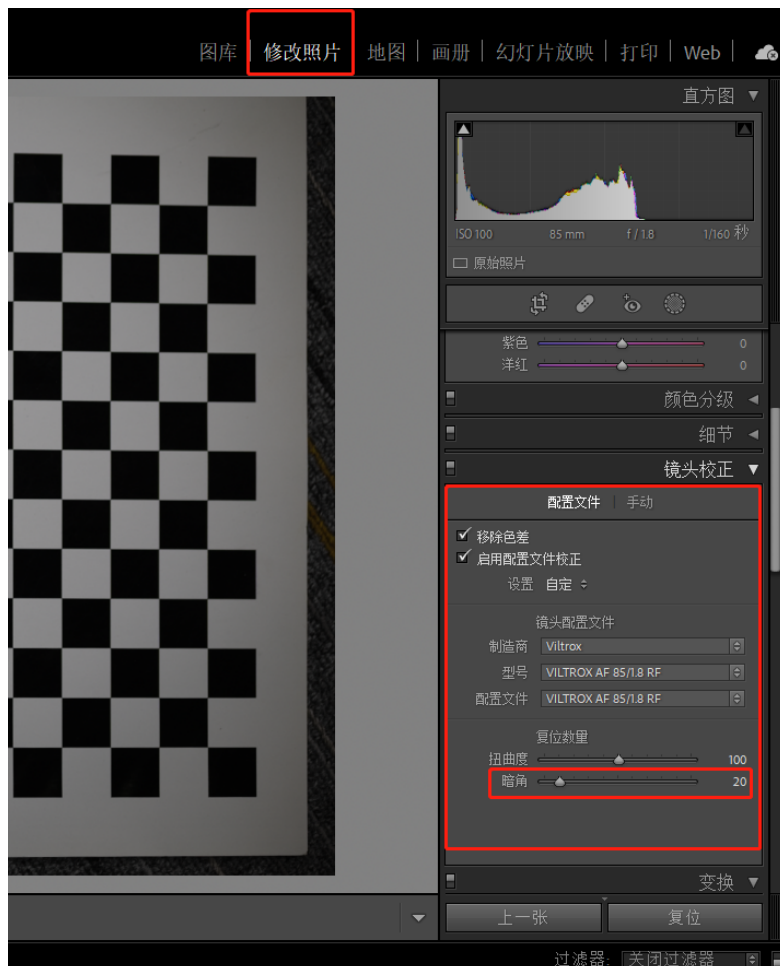 图库 | 修改照片 | 地图 | 画册 | 幻灯片放映 | 打印 | Web |
直方图
ISO 100 85 mm f / 1.8 1/160 秒
原始照片
紫色 0
洋红 0
颜色分级
细节
镜头校正
配置文件 | 手动
移除色差
启用配置文件校正
设置 自定
镜头配置文件
制造商 Viltrox
型号 VILTROX AF 85/1.8 RF
配置文件 VILTROX AF 85/1.8 RF
复位数量
扭曲度 100
暗角 20
变换
上一张 复位
过滤器: 关闭过滤器